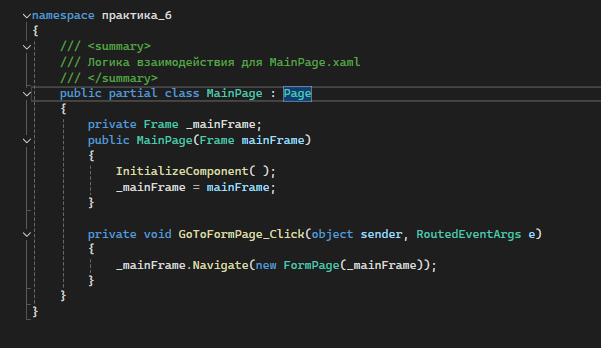 namespace практика_6
{
/// <summary>
/// Логика взаимодействия для MainPage.xaml
/// </summary>
public partial class MainPage : Page
{
private Frame _mainFrame;
public MainPage(Frame mainFrame)
{
InitializeComponent( );
_mainFrame = mainFrame;
}
private void GoToFormPage_Click(object sender, RoutedEventArgs e)
{
_mainFrame.Navigate(new FormPage(_mainFrame));
}
}
}